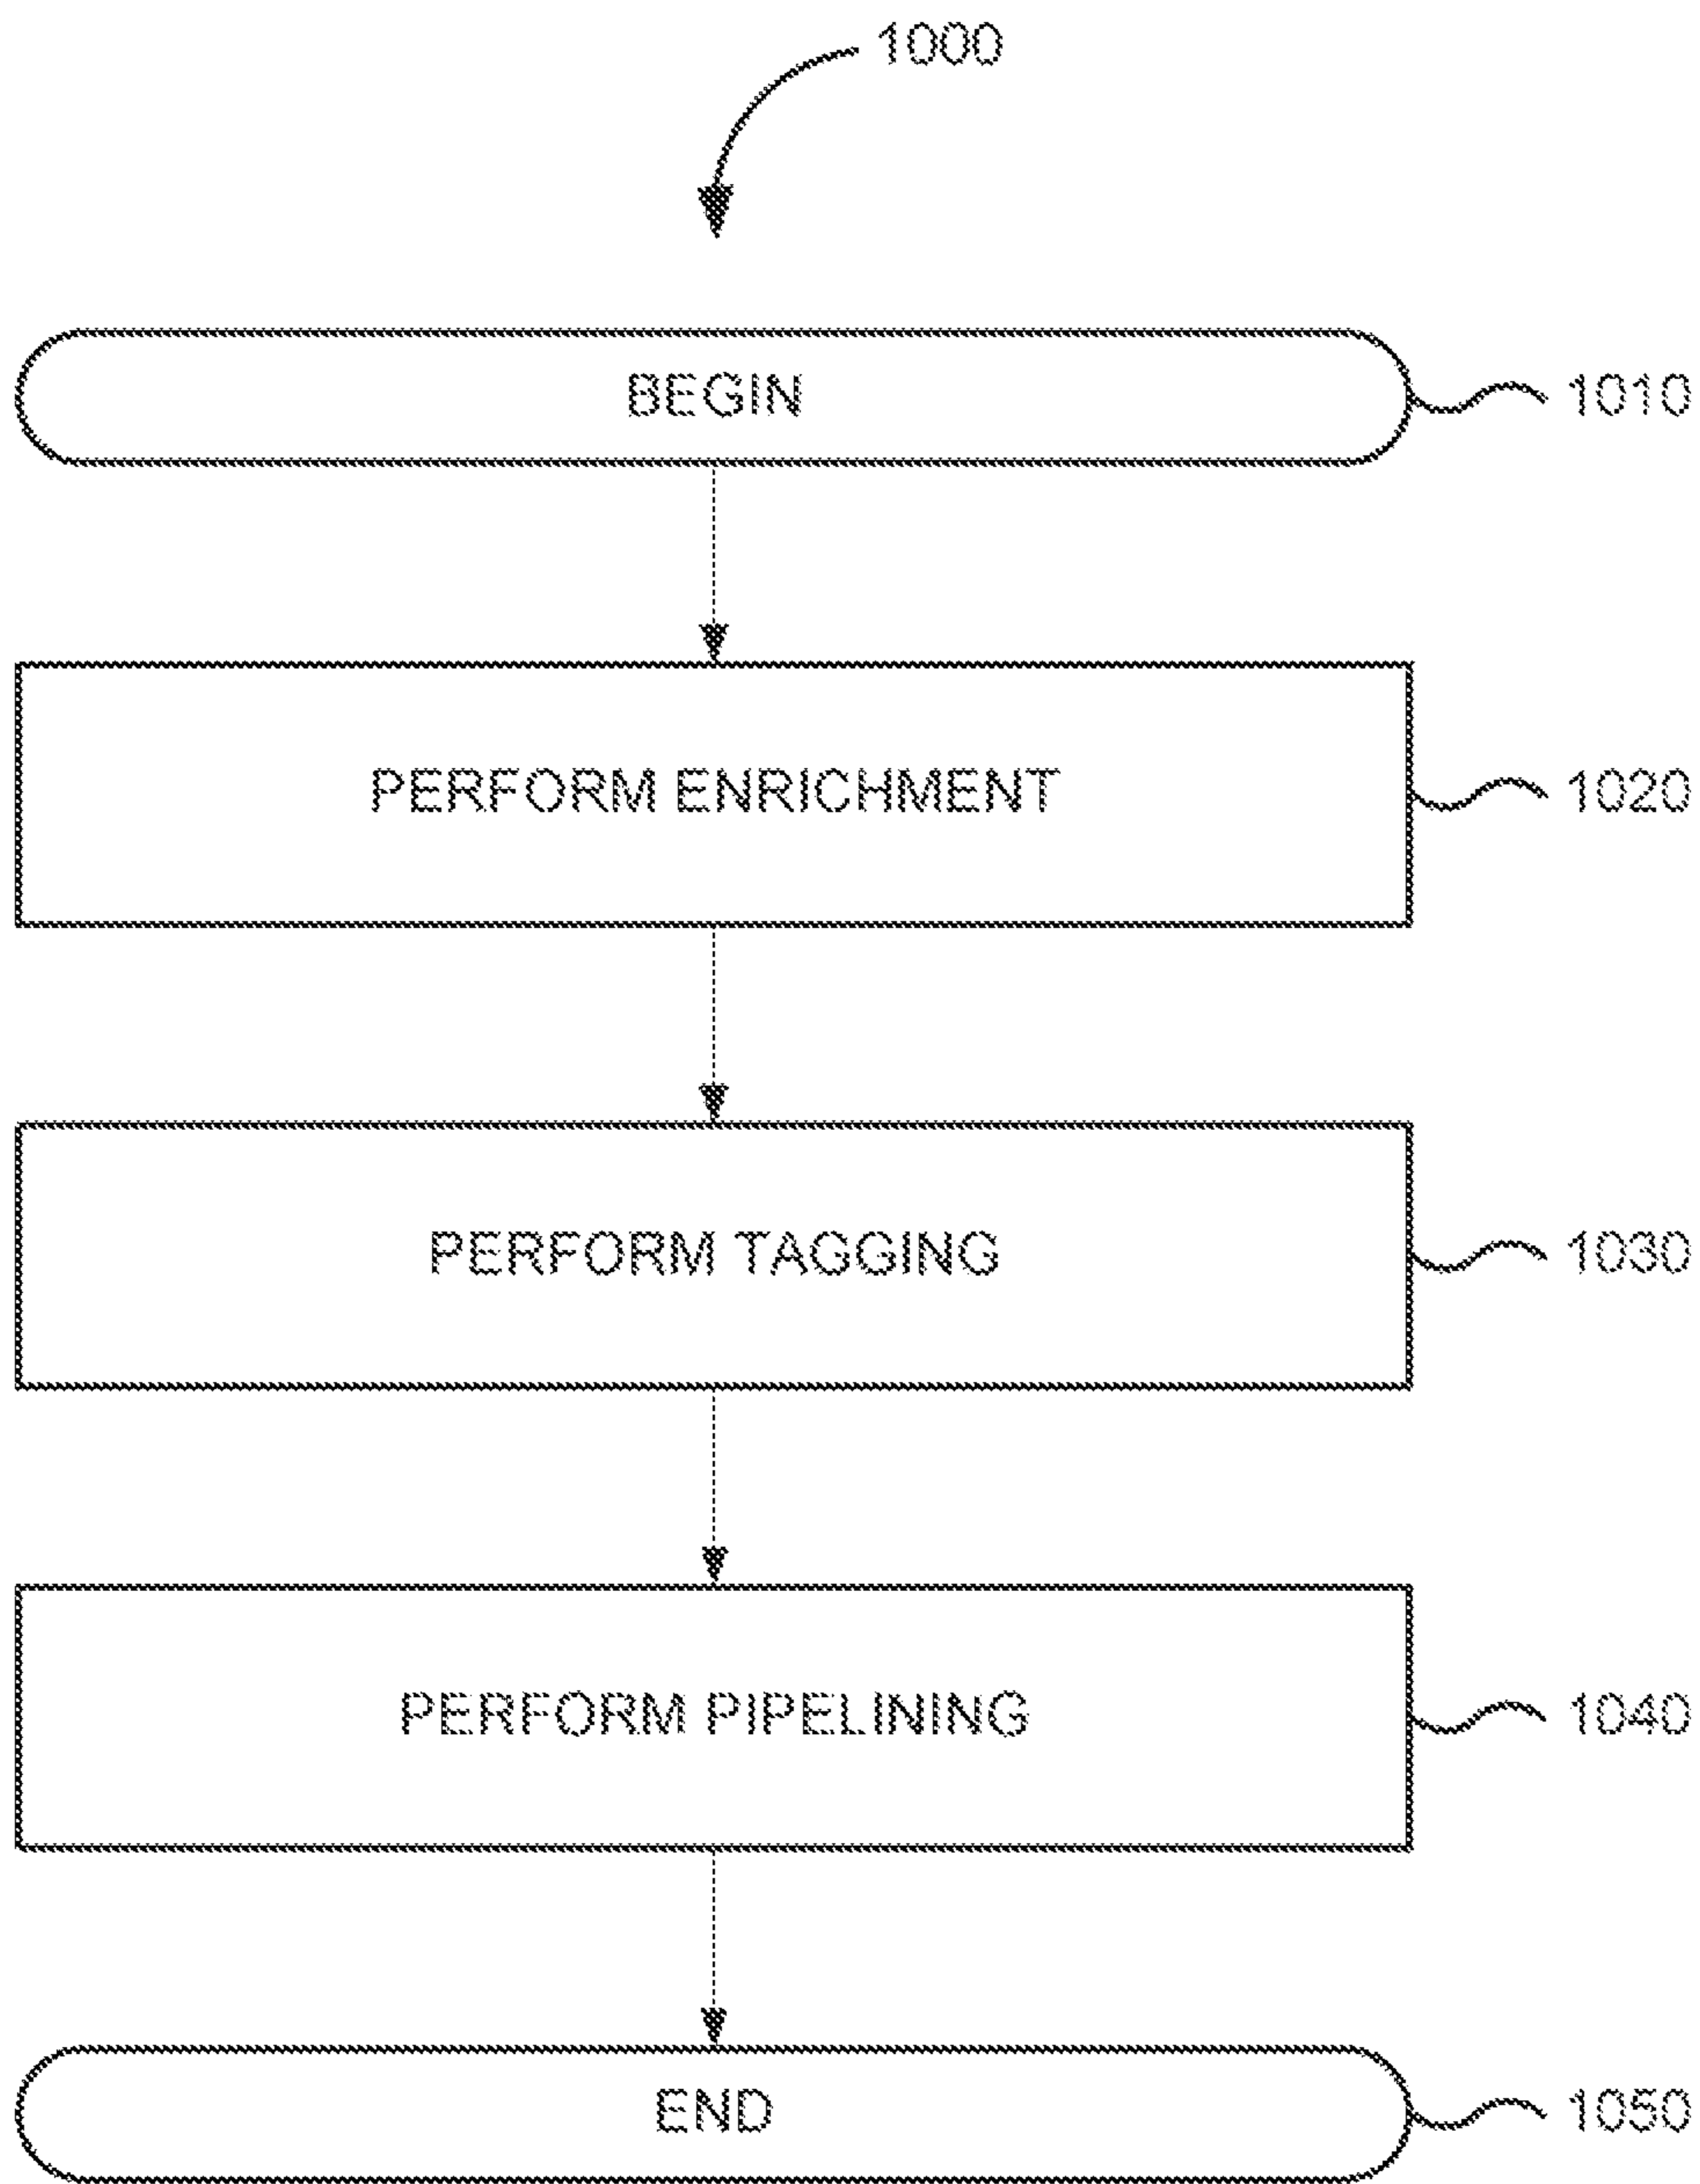 1000
BEGIN
1010
PERFORM ENRICHMENT
1020
PERFORM TAGGING
1030
PERFORM PIPELINING
1040
END
1050